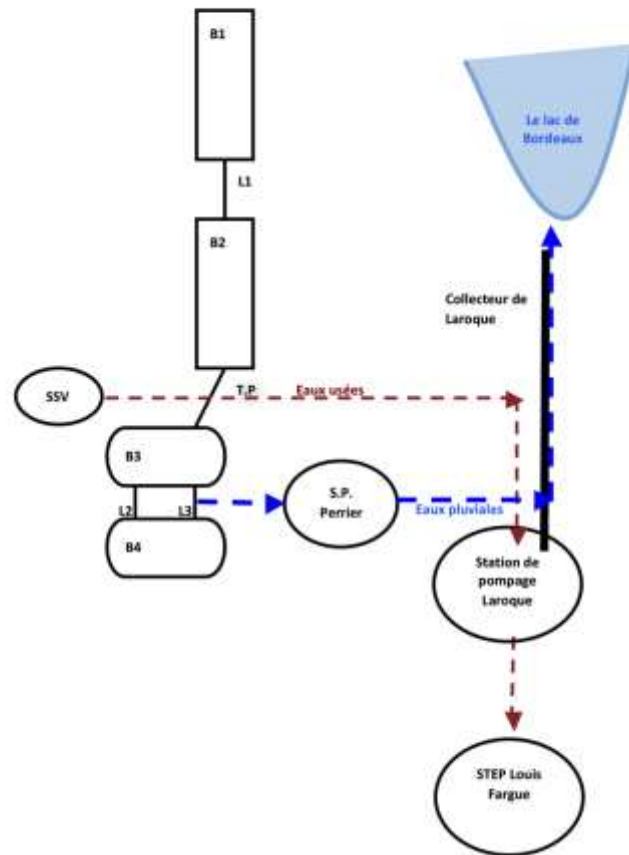 B1
Le lac de
Bordeaux
L1
B2
Collecteur de
Laroque
SSV
T.P
Eaux usées
B3
S.P.
Perrier
L2
L3
Eaux pluviales
B4
Station de
pompage
Laroque
STEP Louis
Fargue